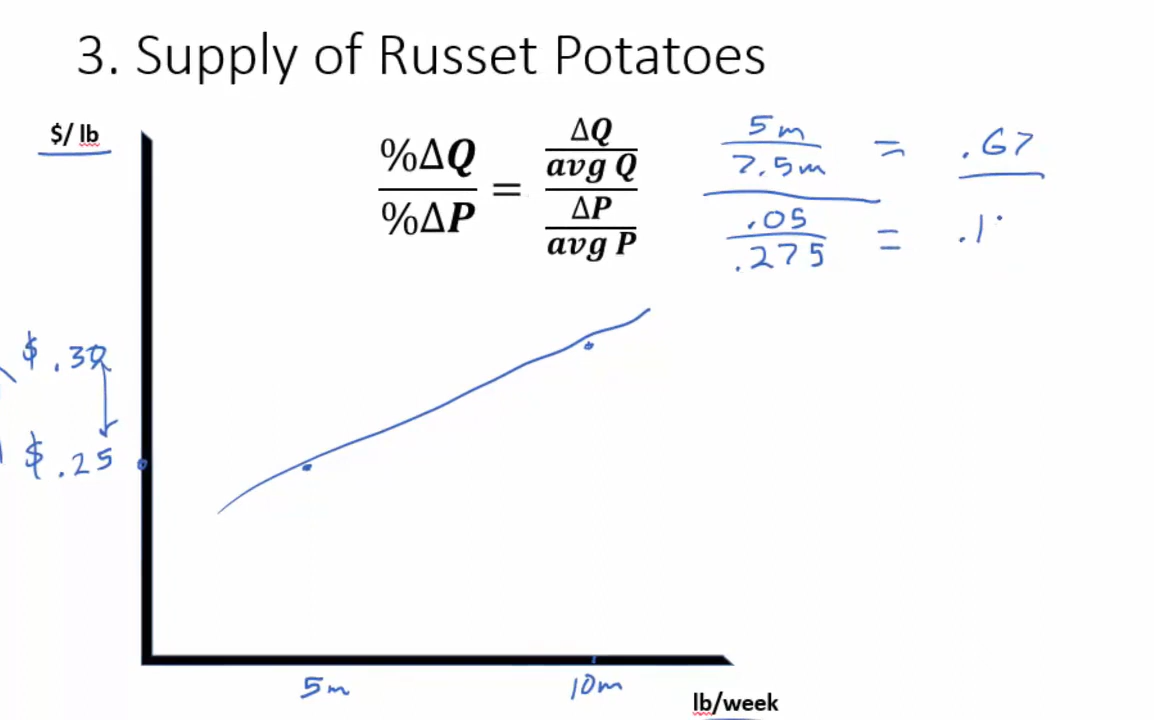 3. Supply of Russet Potatoes
$/ lb
%ΔQ
%ΔP
=
ΔQ
avg Q
ΔP
avg P
5m
7.5m
= .67
.05
.275
= .1
$ .30
$ .25
5m
10m
lb/week